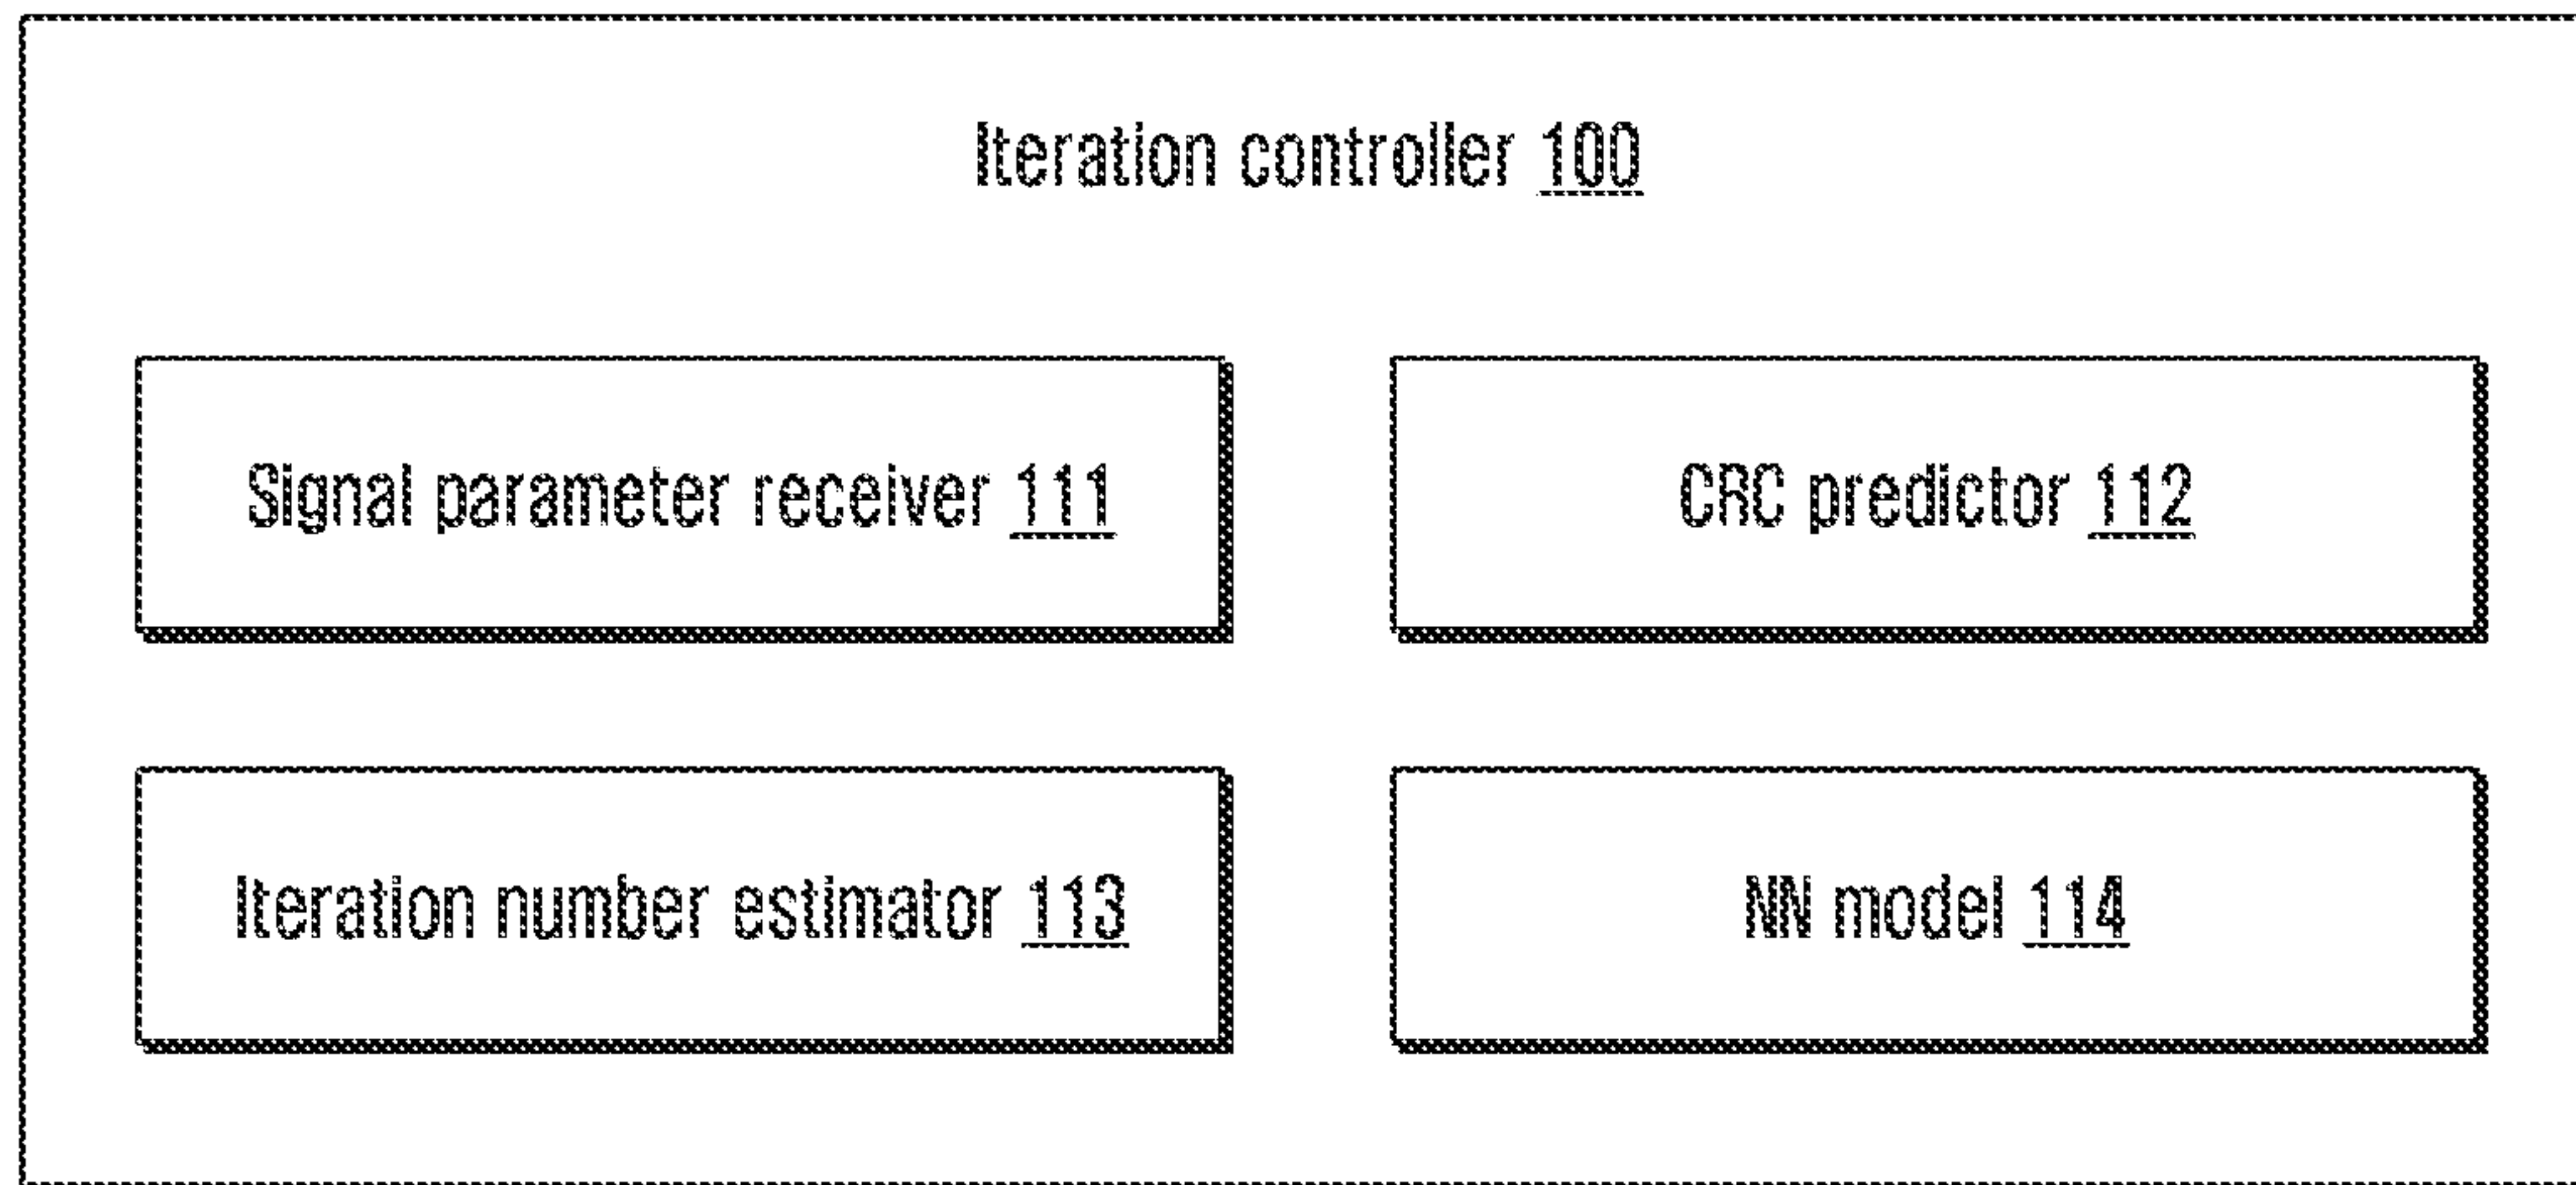 Iteration controller 100
Signal parameter receiver 111
CRC predictor 112
Iteration number estimator 113
NN model 114